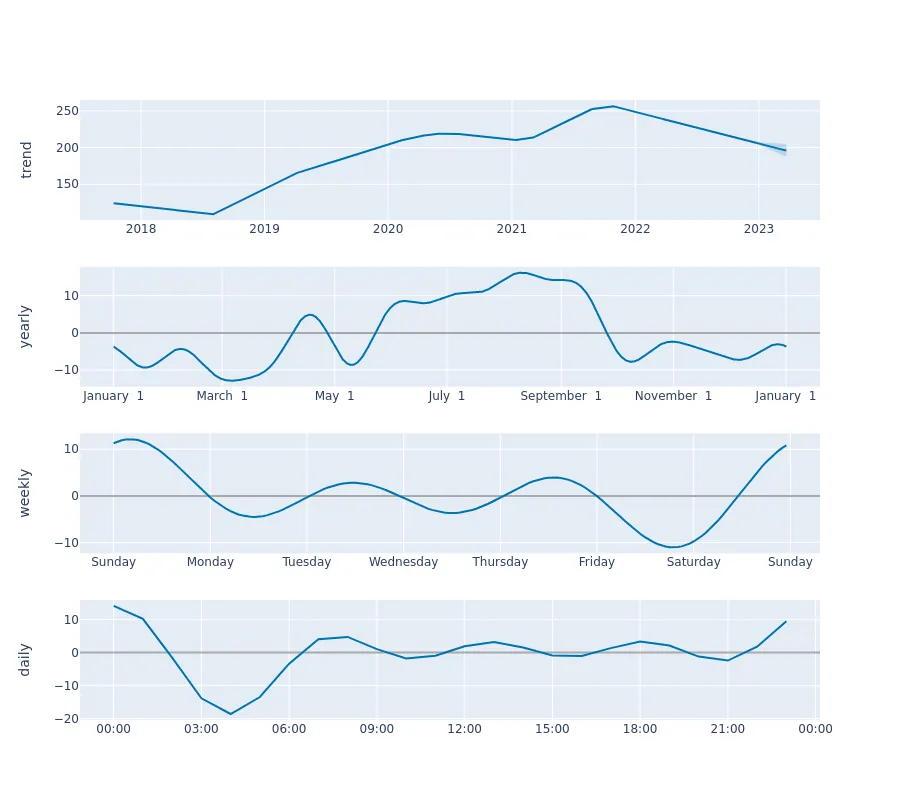 trend
250
200
150
2018 2019 2020 2021 2022 2023
yearly
10
0
−10
January 1 March 1 May 1 July 1 September 1 November 1 January 1
weekly
10
0
−10
Sunday Monday Tuesday Wednesday Thursday Friday Saturday Sunday
daily
10
0
−10
−20
00:00 03:00 06:00 09:00 12:00 15:00 18:00 21:00 00:00